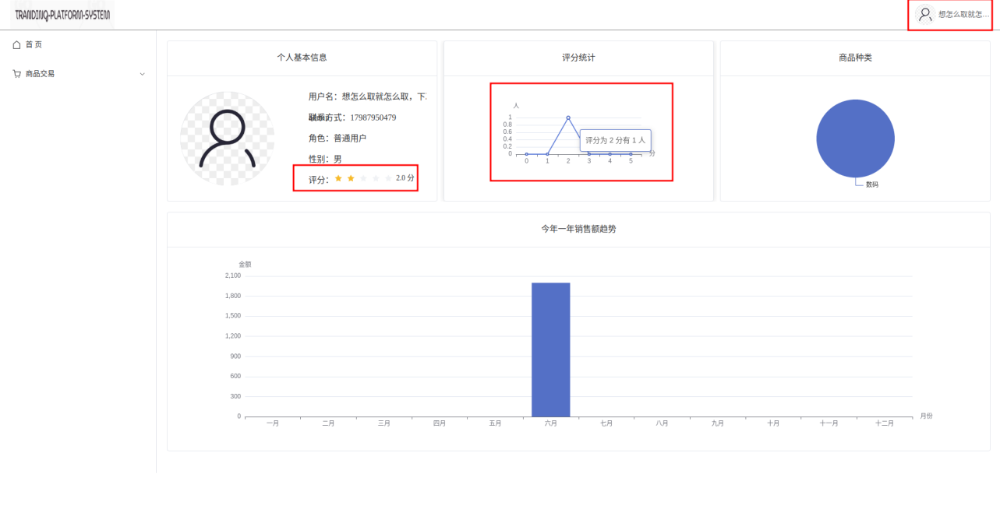 TRANDINQ-PLATFORM-SYSTEM
想怎么取就怎...
首 页
商品交易
个人基本信息
用户名：想怎么取就怎么取，下
联系方式：17987950479
角色：普通用户
性别：男
评分： 2.0 分
评分统计
人
1
0.8
0.6
0.4
0.2
0
评分为 2 分有 1 人
分
0 1 2 3 4 5
商品种类
数码
今年一年销售额趋势
金额
2,100
1,800
1,500
1,200
900
600
300
0
月份
一月 二月 三月 四月 五月 六月 七月 八月 九月 十月 十一月 十二月